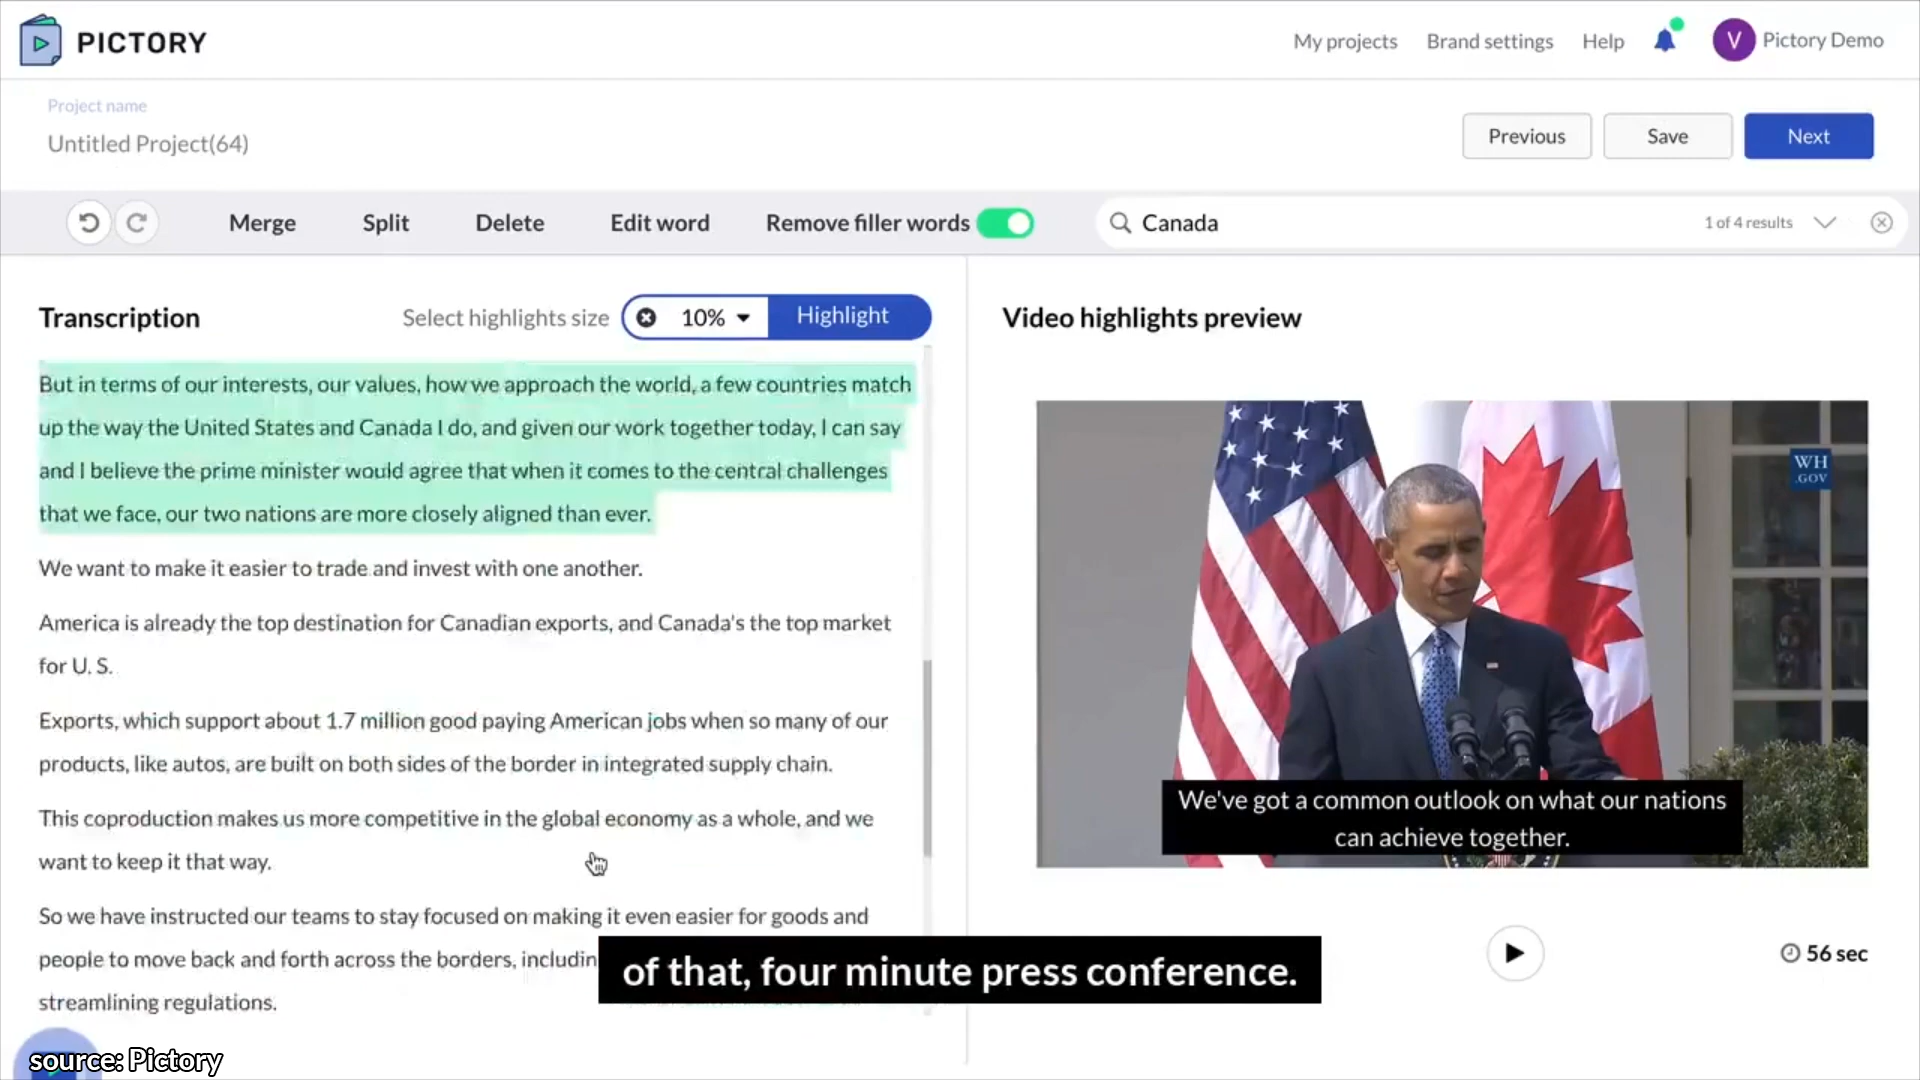 PICTORY
My projects
Brand settings
Help
V
Pictory Demo
Project name
Untitled Project(64)
Previous
Save
Next
Merge
Split
Delete
Edit word
Remove filler words
Canada
1 of 4 results
Transcription
Select highlights size
10%
Highlight
But in terms of our interests, our values, how we approach the world, a few countries match
up the way the United States and Canada I do, and given our work together today, I can say
and I believe the prime minister would agree that when it comes to the central challenges
that we face, our two nations are more closely aligned than ever.
We want to make it easier to trade and invest with one another.
America is already the top destination for Canadian exports, and Canada's the top market
for U. S.
Exports, which support about 1.7 million good paying American jobs when so many of our
products, like autos, are built on both sides of the border in integrated supply chain.
This coproduction makes us more competitive in the global economy as a whole, and we
want to keep it that way.
So we have instructed our teams to stay focused on making it even easier for goods and
people to move back and forth across the borders, includin
streamlining regulations.
Video highlights preview
WH
.GOV
We've got a common outlook on what our nations
can achieve together.
56 sec
of that, four minute press conference.
source: Pictory